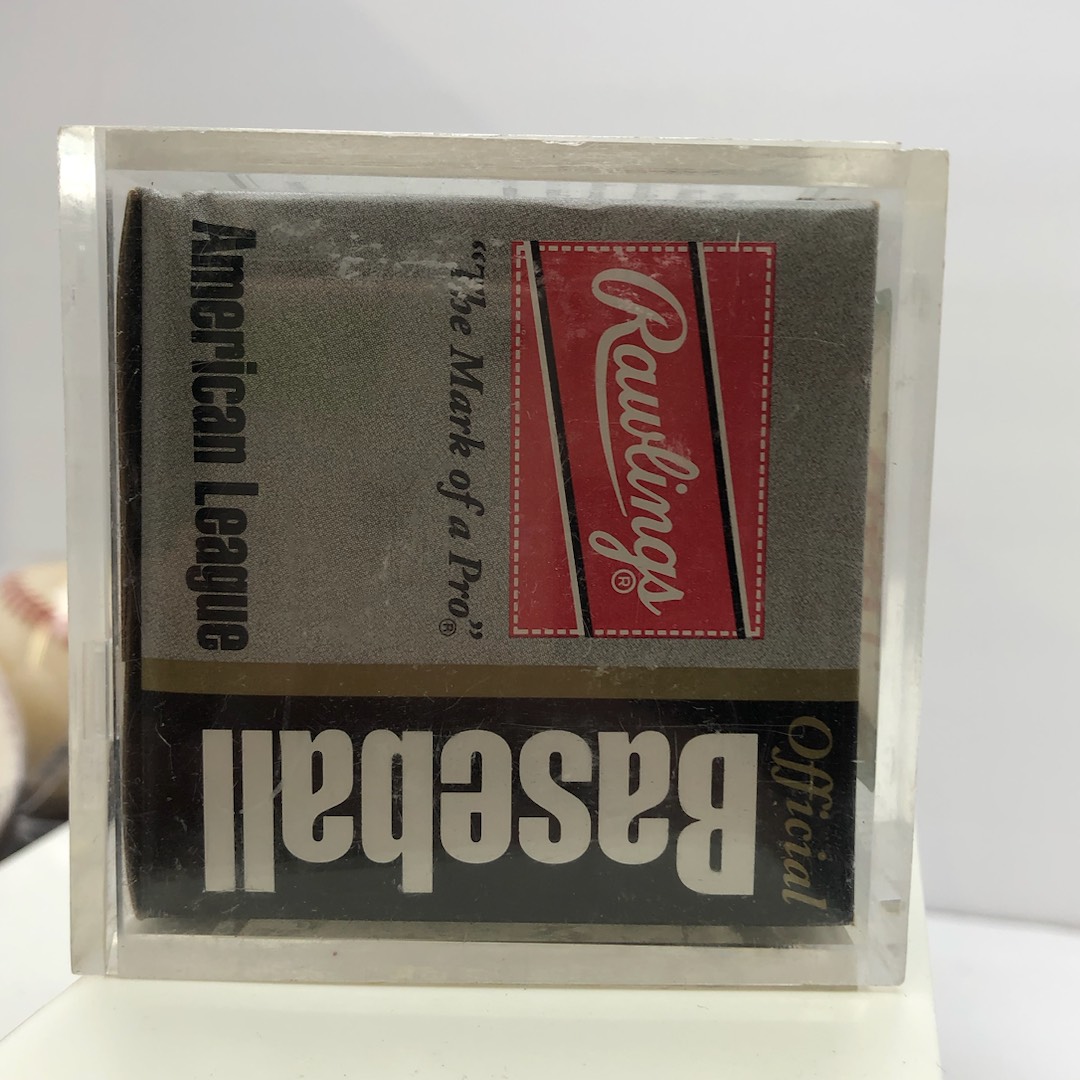 Rawlings®
"The Mark of a Pro"®
American League
Official
Baseball